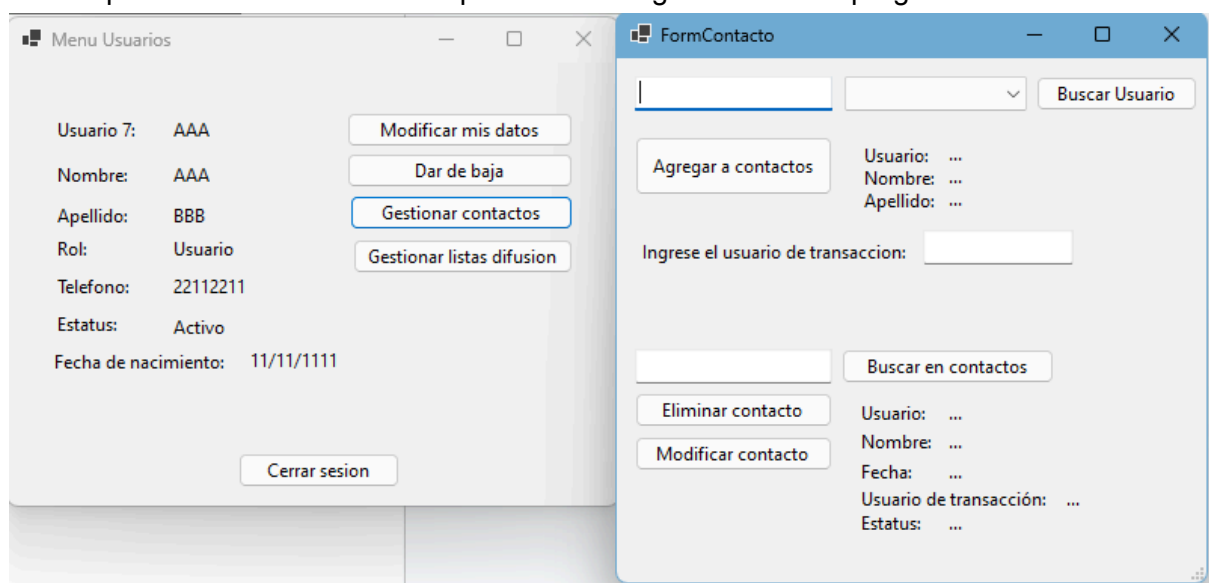 Menu Usuarios
Usuario 7: AAA
Modificar mis datos
Nombre: AAA
Dar de baja
Apellido: BBB
Gestionar contactos
Rol: Usuario
Gestionar listas difusion
Telefono: 22112211
Estatus: Activo
Fecha de nacimiento: 11/11/1111
Cerrar sesion
FormContacto
Buscar Usuario
Agregar a contactos
Usuario: ...
Nombre: ...
Apellido: ...
Ingrese el usuario de transaccion:
Buscar en contactos
Eliminar contacto
Modificar contacto
Usuario: ...
Nombre: ...
Fecha: ...
Usuario de transacción: ...
Estatus: ...